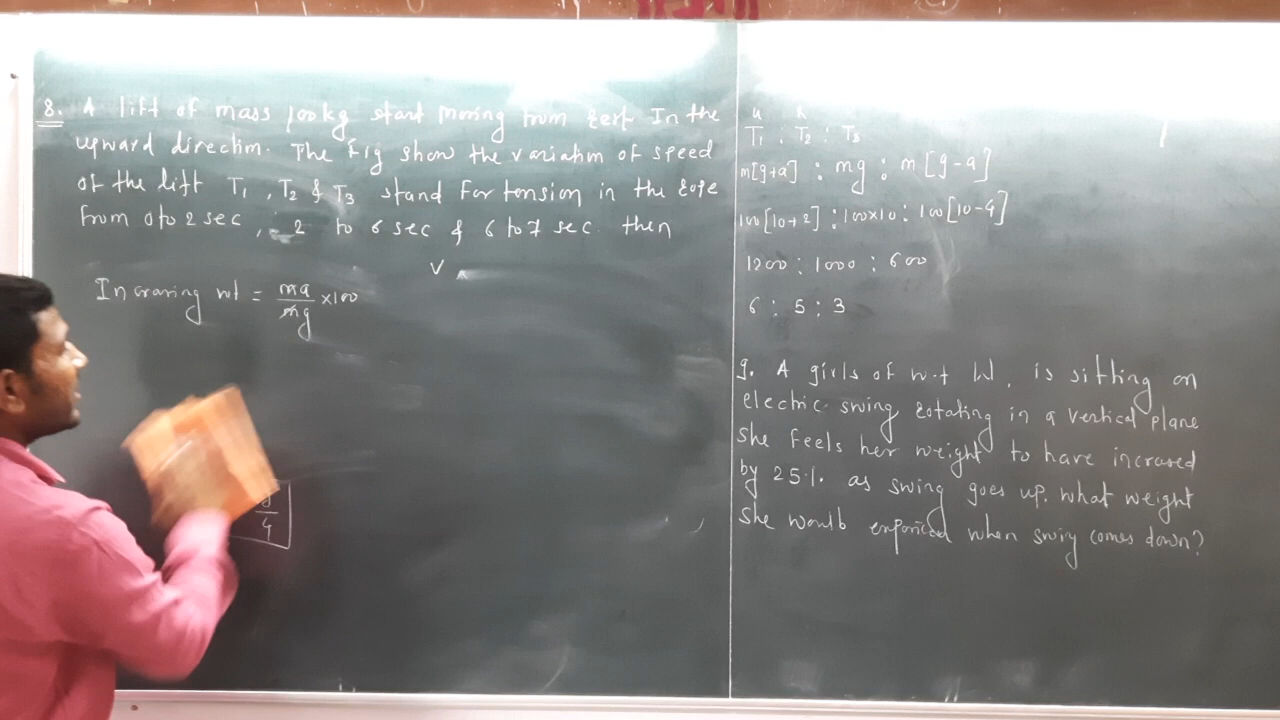 8. A lift of mass 100kg start moving from rest In the
upward direction. The Fig show the variation of speed
of the lift T₁, T₂ & T₃ stand For tension in the rope
from 0 to 2 sec, 2 to 6 sec & 6 to 7 sec then
V
Incraring wt = ma/mg ×100
4
T₁ : T₂ : T₃
m[g+a] : mg : m[g-a]
100[10+2] : 100×10 : 100[10-4]
1200 : 1000 : 600
6 : 5 : 3
9. A girls of w.t W, is sitting on
electric swing rotating in a vertical plane
She feels her weight to have incrased
by 25%. as swing goes up. what weight
She would when swing comes down?